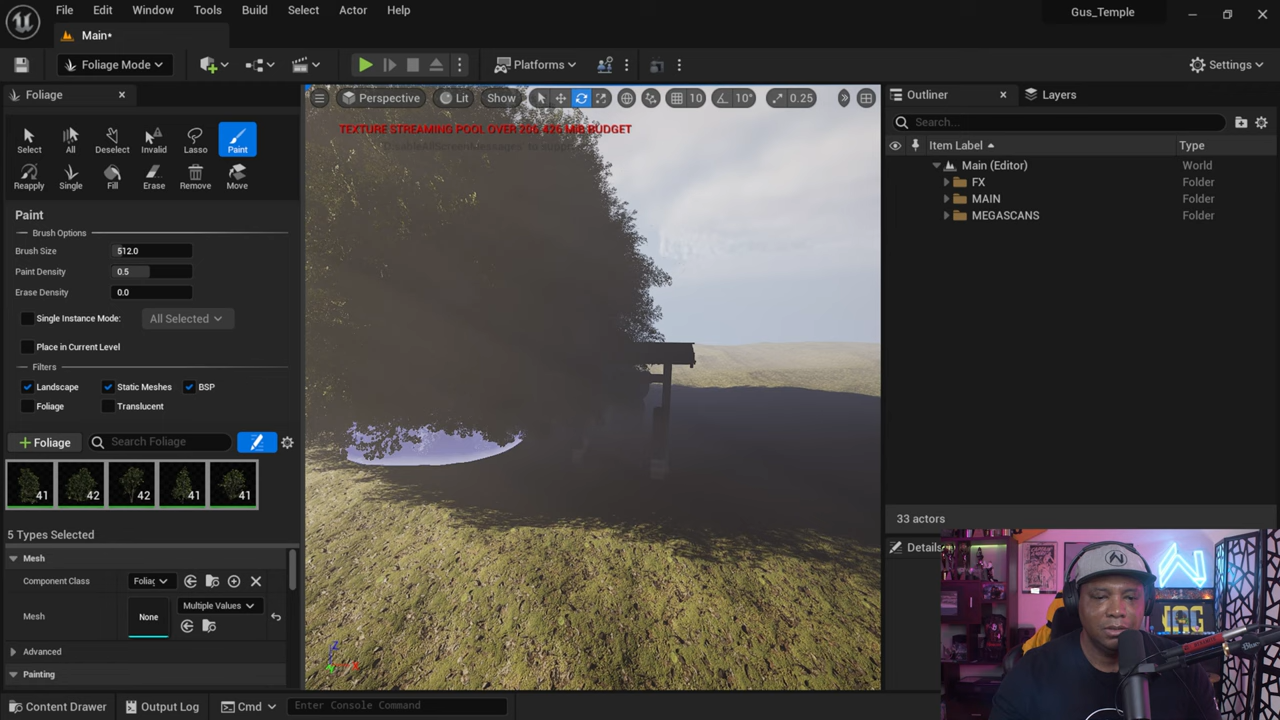 File Edit Window Tools Build Select Actor Help
Gus_Temple
Main*
Foliage Mode
Platforms
Settings
Foliage
Select All Deselect Invalid Lasso Paint
Reapply Single Fill Erase Remove Move
Paint
Brush Options
Brush Size 512.0
Paint Density 0.5
Erase Density 0.0
Single Instance Mode: All Selected
Place in Current Level
Filters
Landscape Static Meshes BSP
Foliage Translucent
+ Foliage Search Foliage
41 42 42 41 41
5 Types Selected
Mesh
Component Class Foliag
Mesh None Multiple Values
Advanced
Painting
Perspective Lit Show 10 10° 0.25
TEXTURE STREAMING POOL OVER 206.426 MiB BUDGET
Outliner Layers
Search...
Item Label Type
Main (Editor) World
FX Folder
MAIN Folder
MEGASCANS Folder
33 actors
Details
Content Drawer Output Log Cmd Enter Console Command